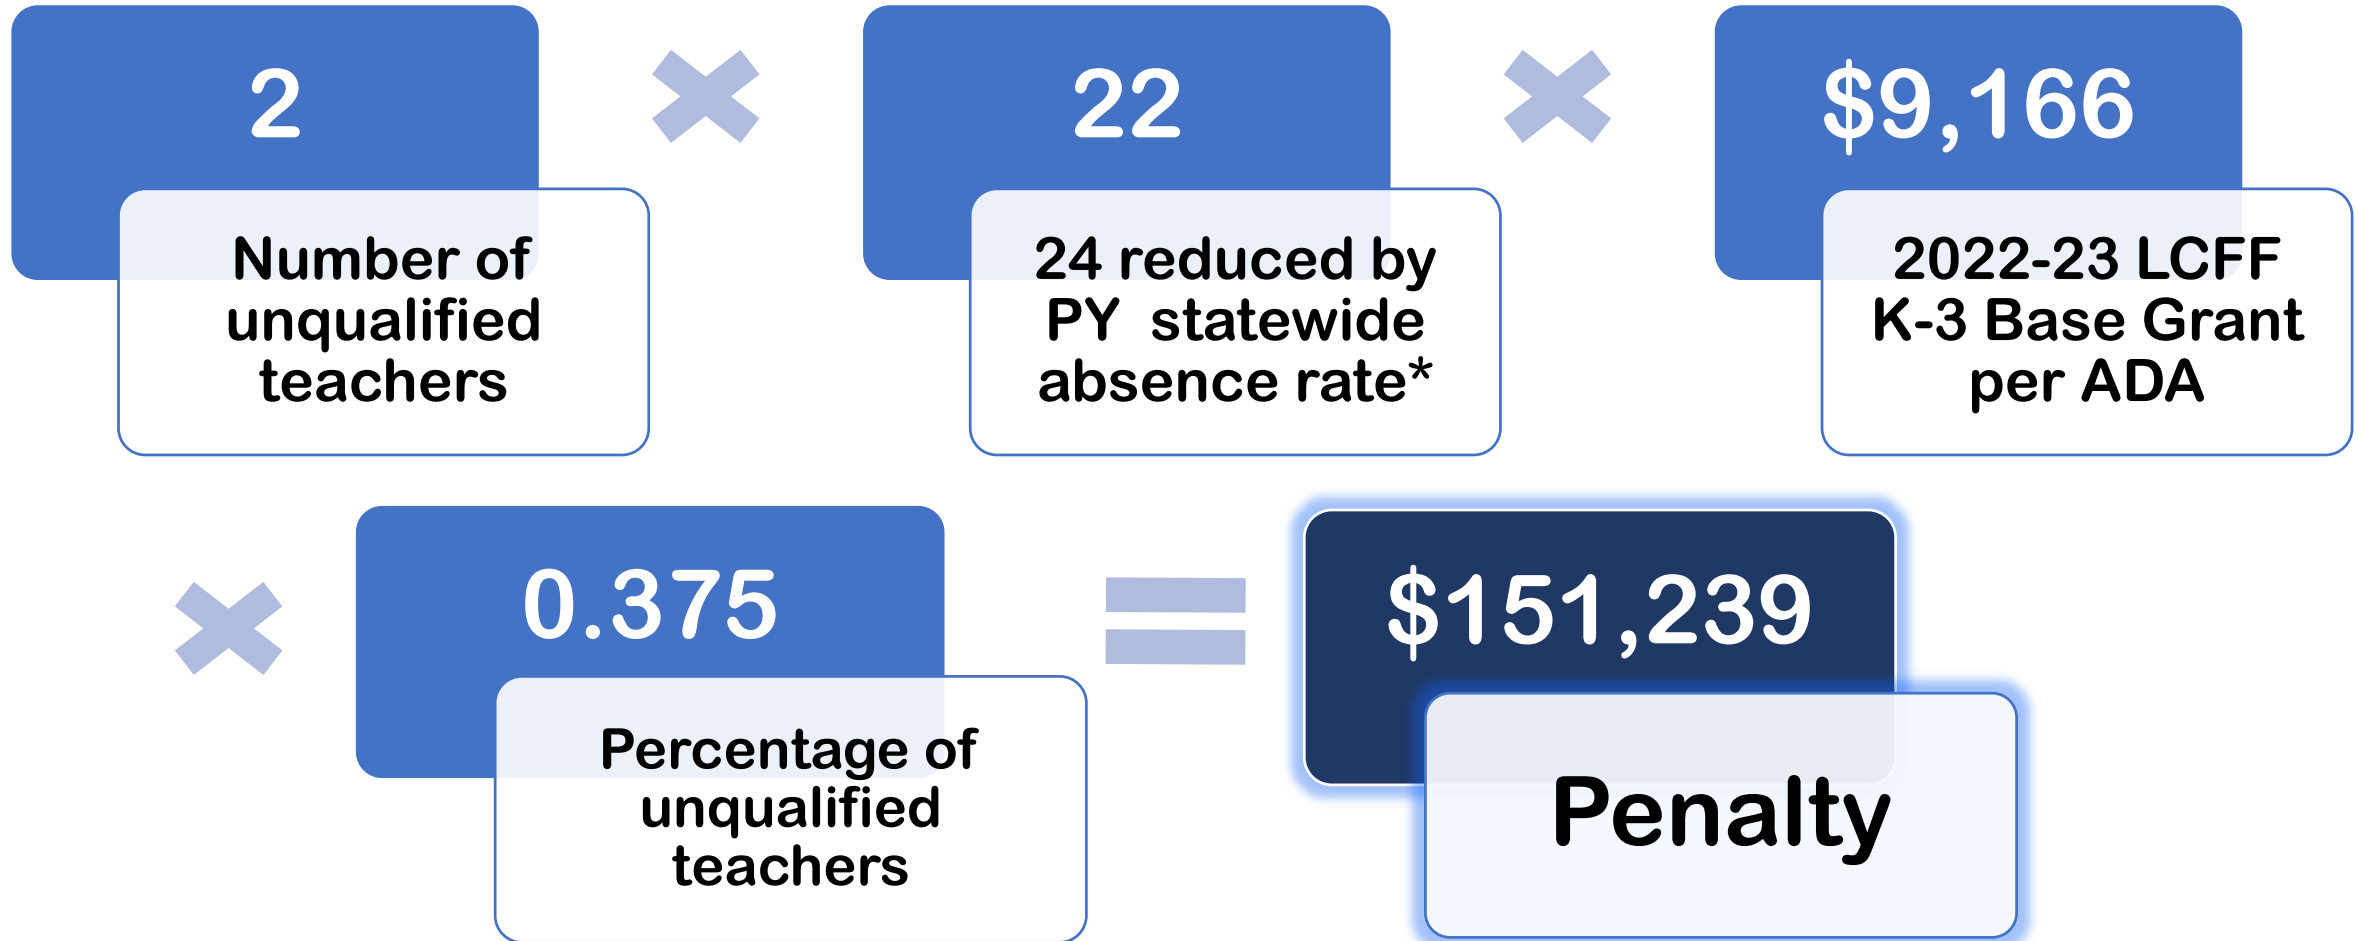 2
22
$9,166
Number of
unqualified
teachers
24 reduced by
PY statewide
absence rate*
2022-23 LCFF
K-3 Base Grant
per ADA
0.375
$151,239
Percentage of
unqualified
teachers
Penalty